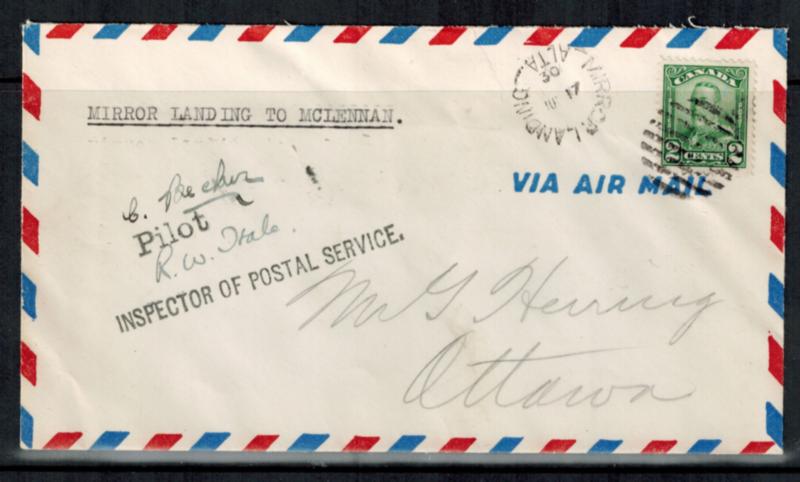 MIRROR LANDING
ALTA
30
17
CANADA
2 CENTS 2
MIRROR LANDING TO MCLENNAN.
VIA AIR MAIL
C. Becker
Pilot
R. W. Hale.
INSPECTOR OF POSTAL SERVICE.
Mr G Herring
Ottawa